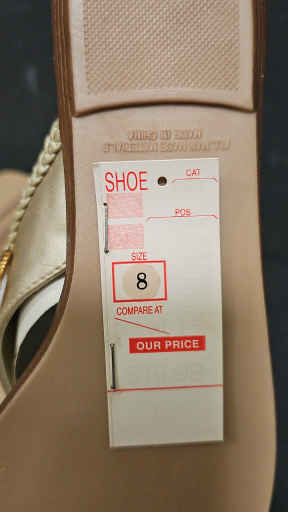 SHOE
CAT
POS
SIZE
8
COMPARE AT
OUR PRICE